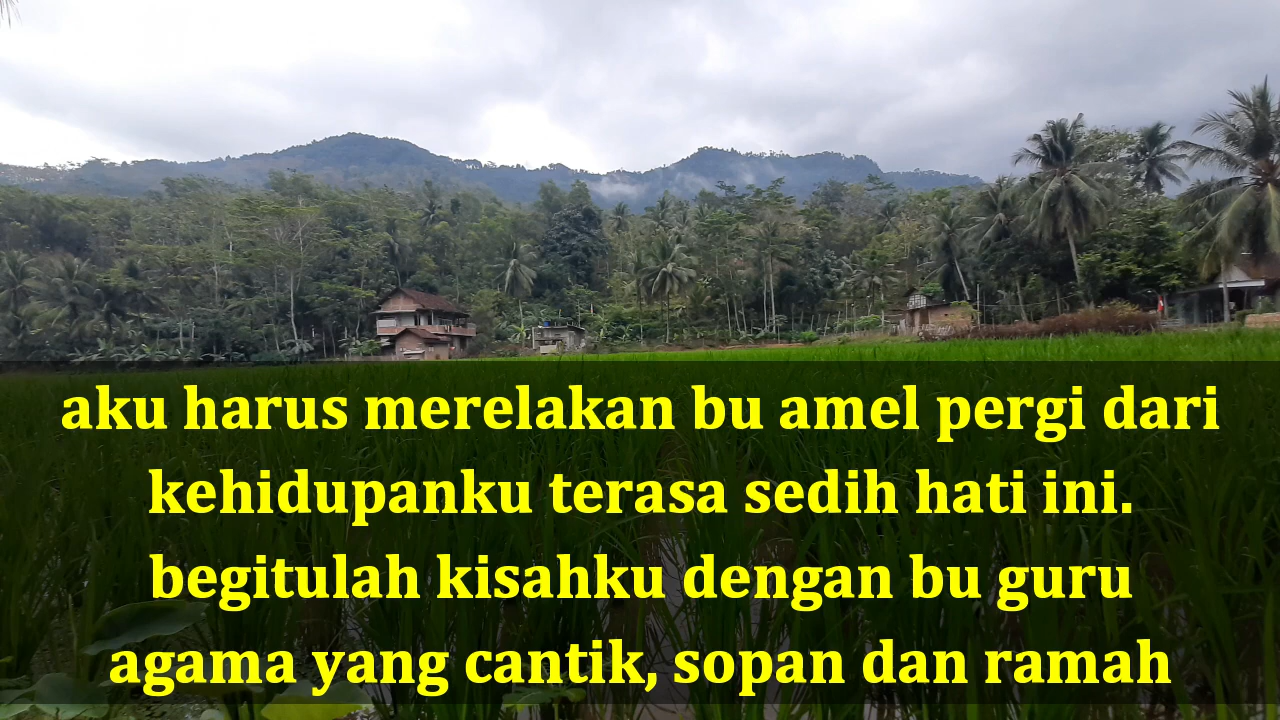 aku harus merelakan bu amel pergi dari
kehidupanku terasa sedih hati ini.
begitulah kisahku dengan bu guru
agama yang cantik, sopan dan ramah